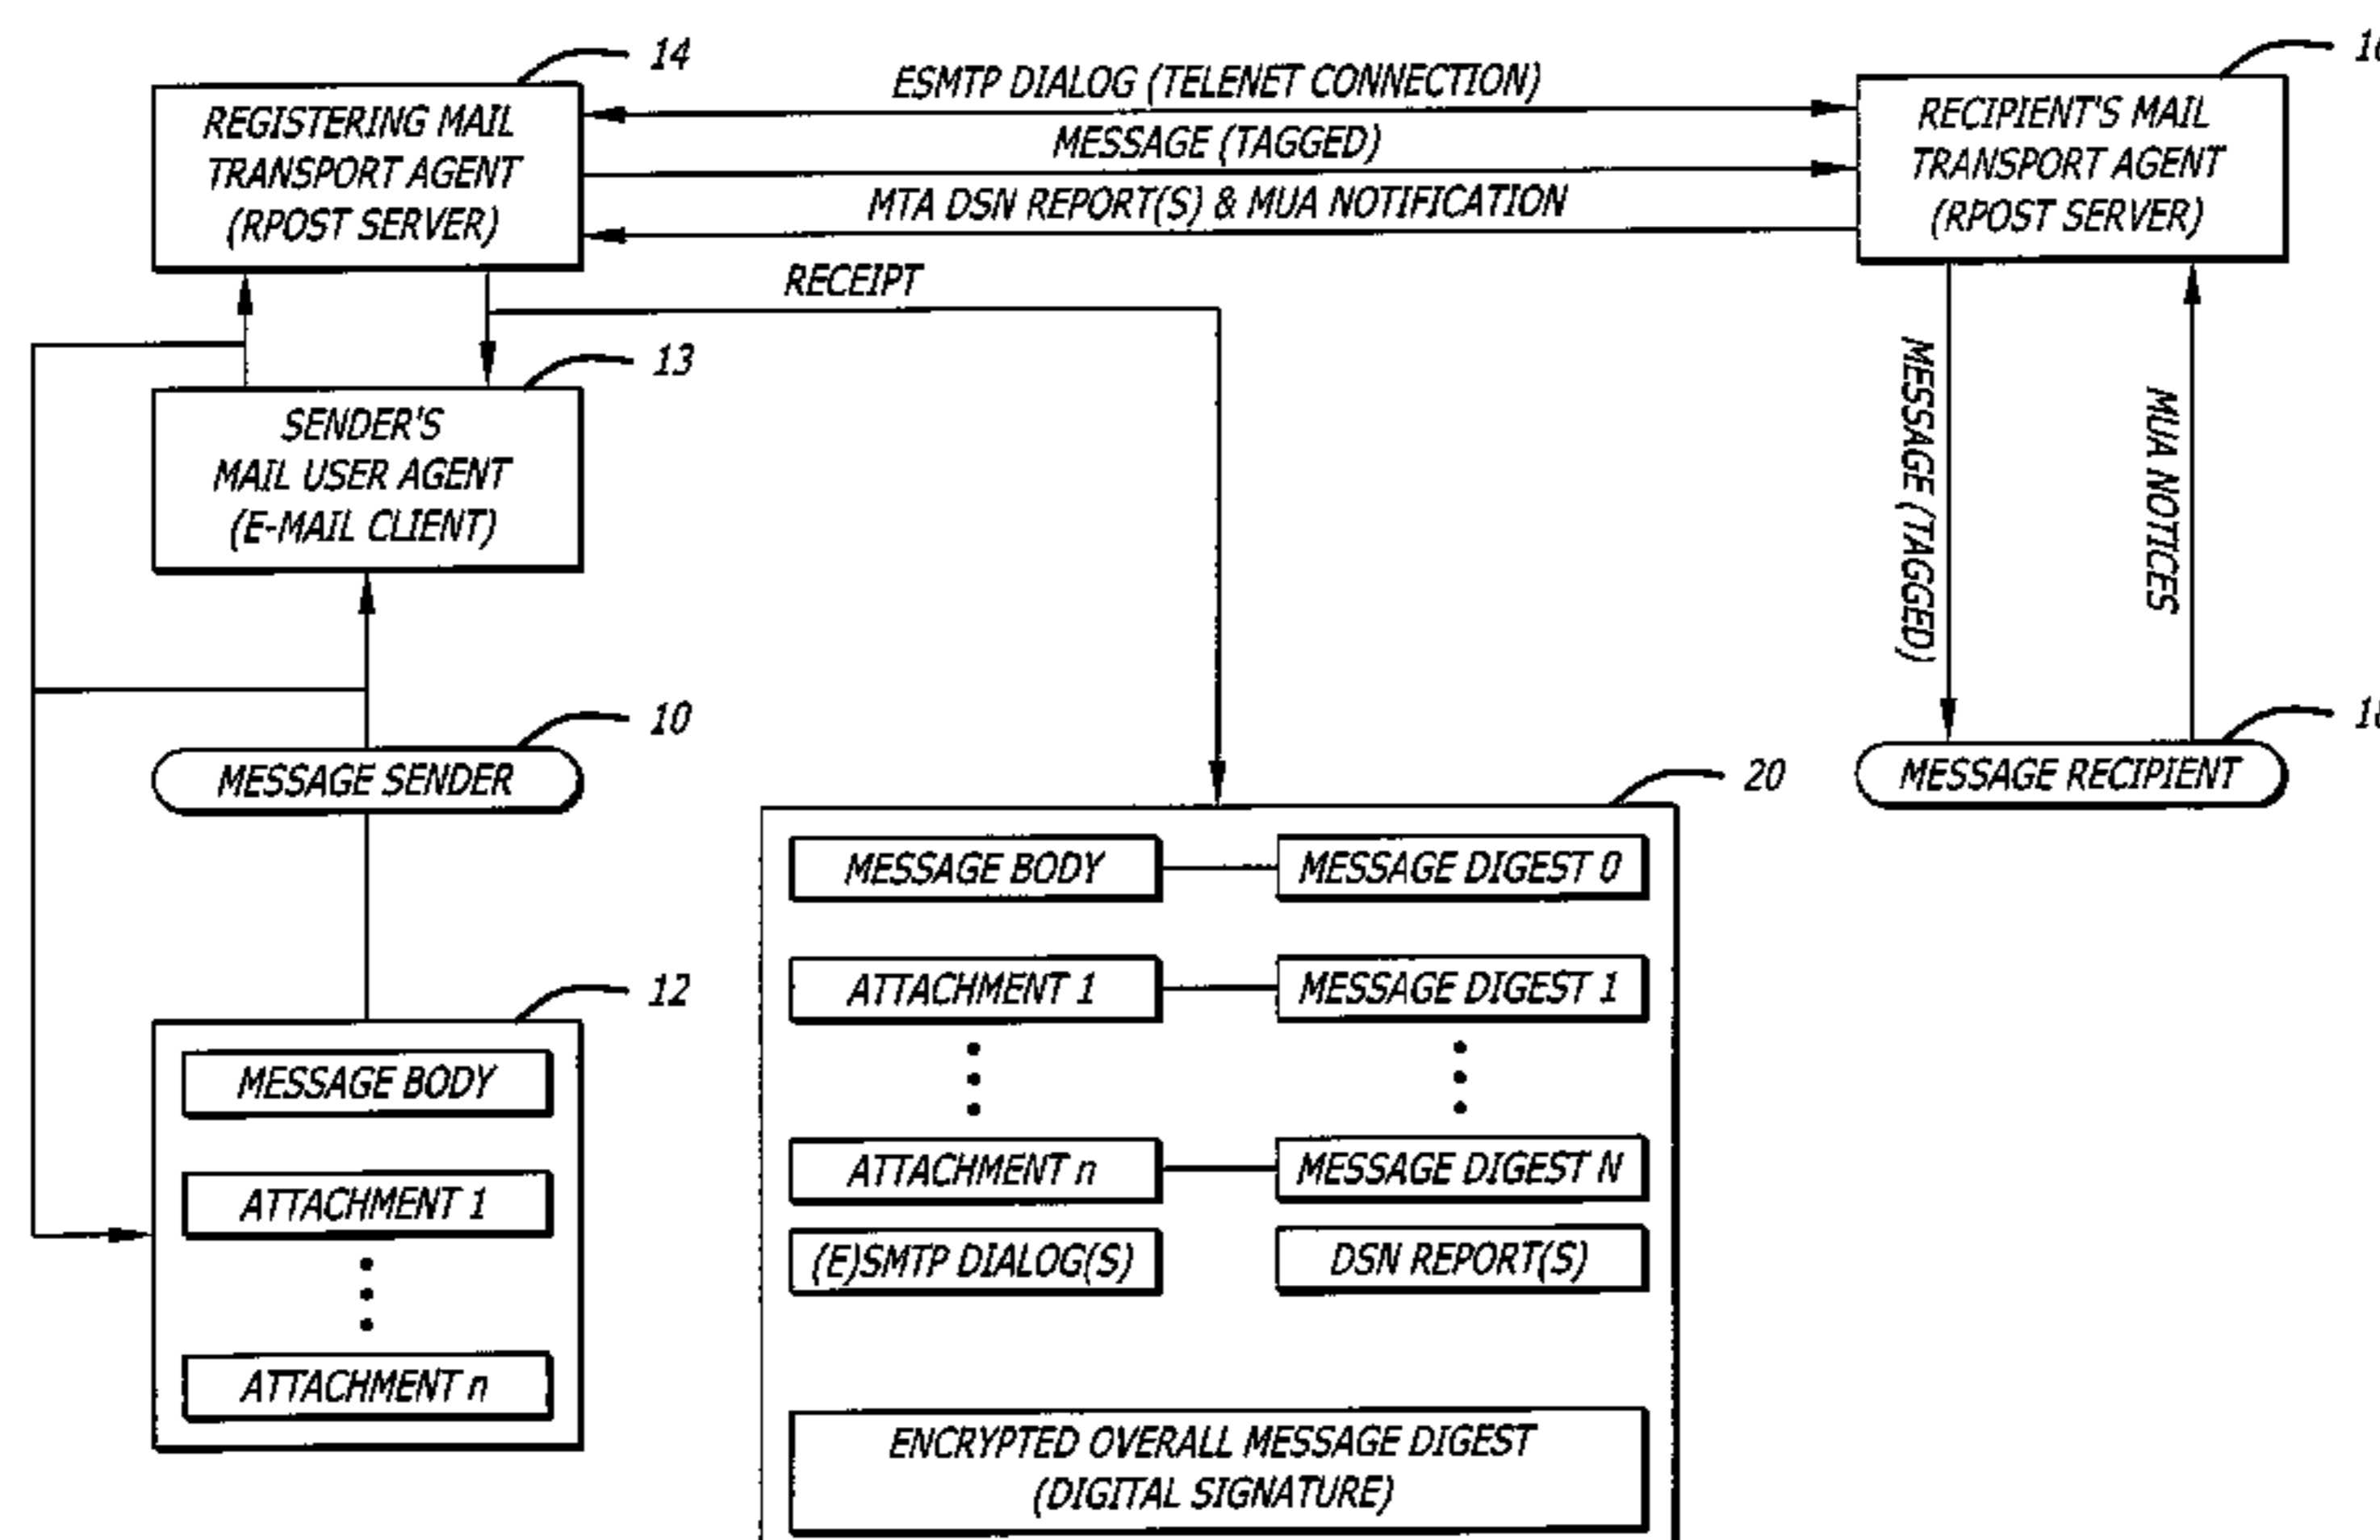 14
REGISTERING MAIL
TRANSPORT AGENT
(RPOST SERVER)
ESMTP DIALOG (TELENET CONNECTION)
MESSAGE (TAGGED)
MTA DSN REPORT(S) & MUA NOTIFICATION
RECIPIENT'S MAIL
TRANSPORT AGENT
(RPOST SERVER)
RECEIPT
13
SENDER'S
MAIL USER AGENT
(E-MAIL CLIENT)
MESSAGE (TAGGED)
MUA NOTICES
10
MESSAGE SENDER
MESSAGE RECIPIENT
20
MESSAGE BODY
MESSAGE DIGEST 0
ATTACHMENT 1
MESSAGE DIGEST 1
ATTACHMENT n
MESSAGE DIGEST N
(E)SMTP DIALOG(S)
DSN REPORT(S)
ENCRYPTED OVERALL MESSAGE DIGEST
(DIGITAL SIGNATURE)
12
MESSAGE BODY
ATTACHMENT 1
ATTACHMENT n